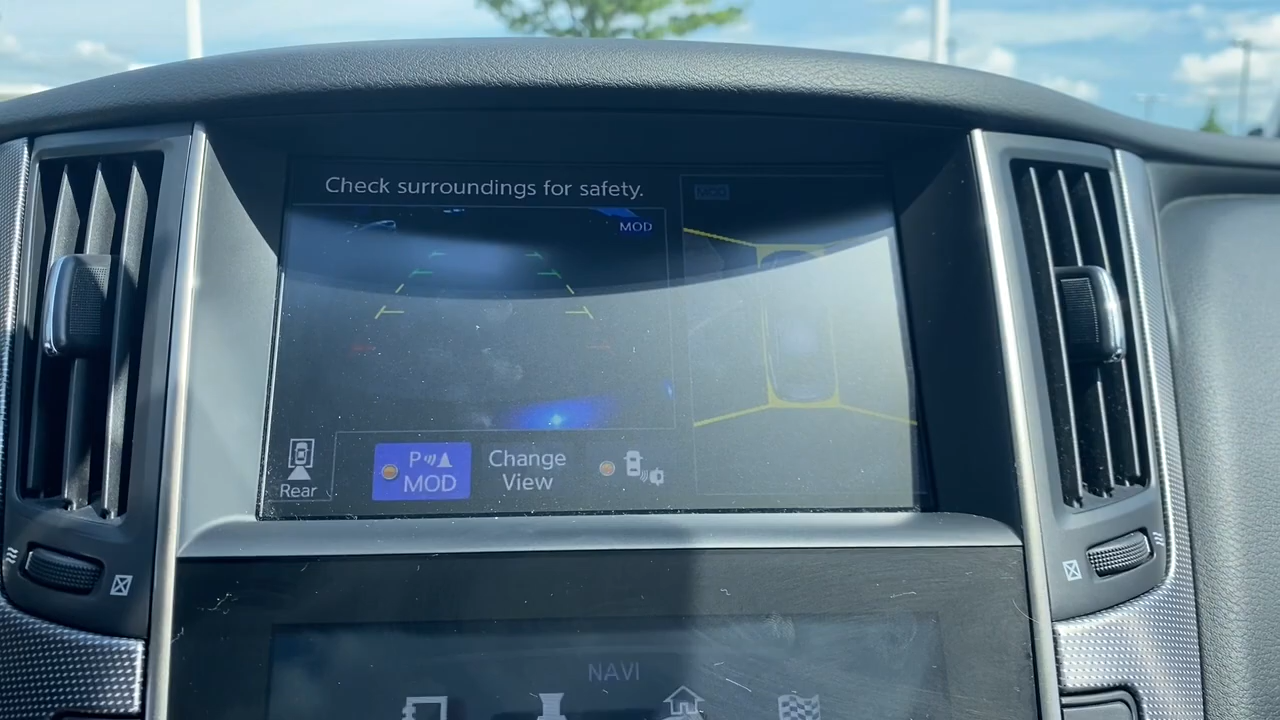 Check surroundings for safety.
MOD
Rear
P
MOD
Change
View
NAVI